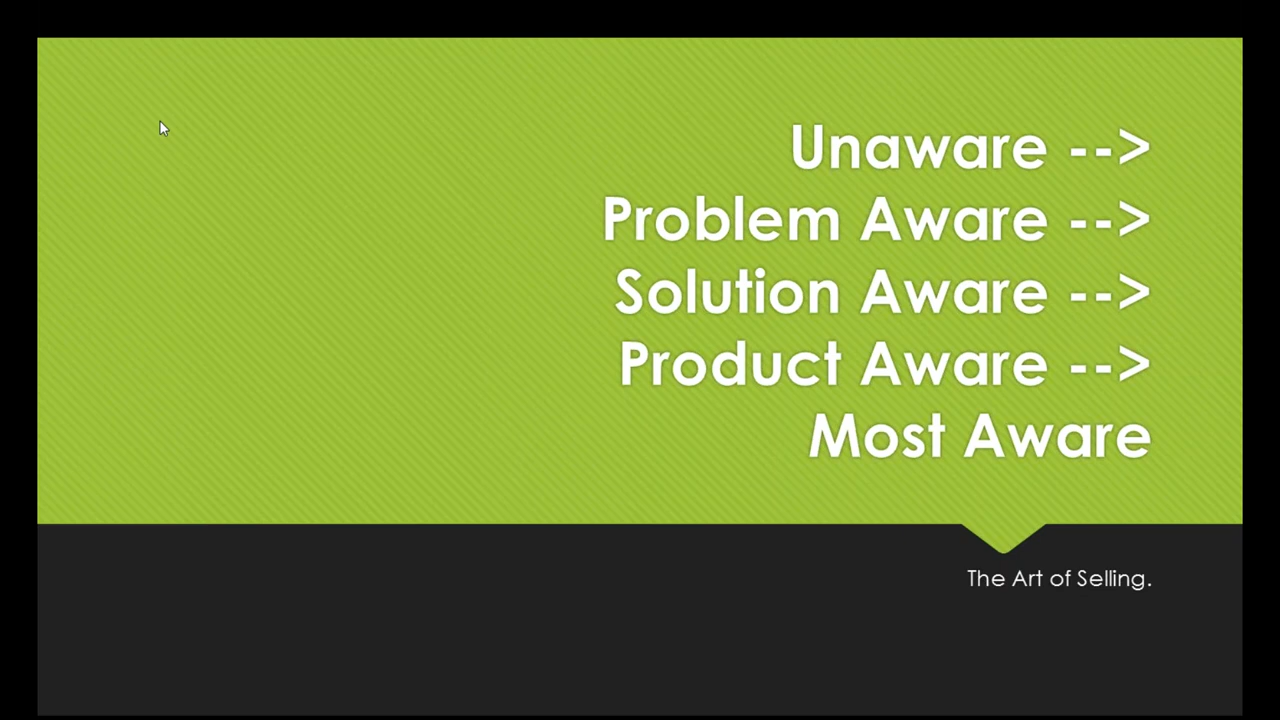 Unaware -->
Problem Aware -->
Solution Aware -->
Product Aware -->
Most Aware
The Art of Selling.